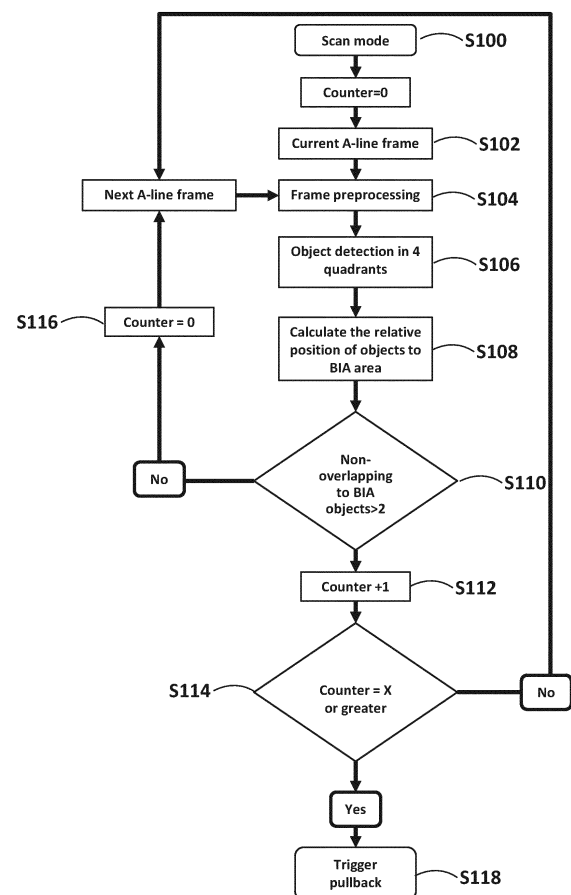 Scan mode
S100
Counter=0
Current A-line frame
S102
Next A-line frame
Frame preprocessing
S104
Object detection in 4
quadrants
S106
S116
Counter = 0
Calculate the relative
position of objects to
BIA area
S108
No
Non-
overlapping
to BIA
objects>2
S110
Counter +1
S112
S114
Counter = X
or greater
No
Yes
Trigger
pullback
S118